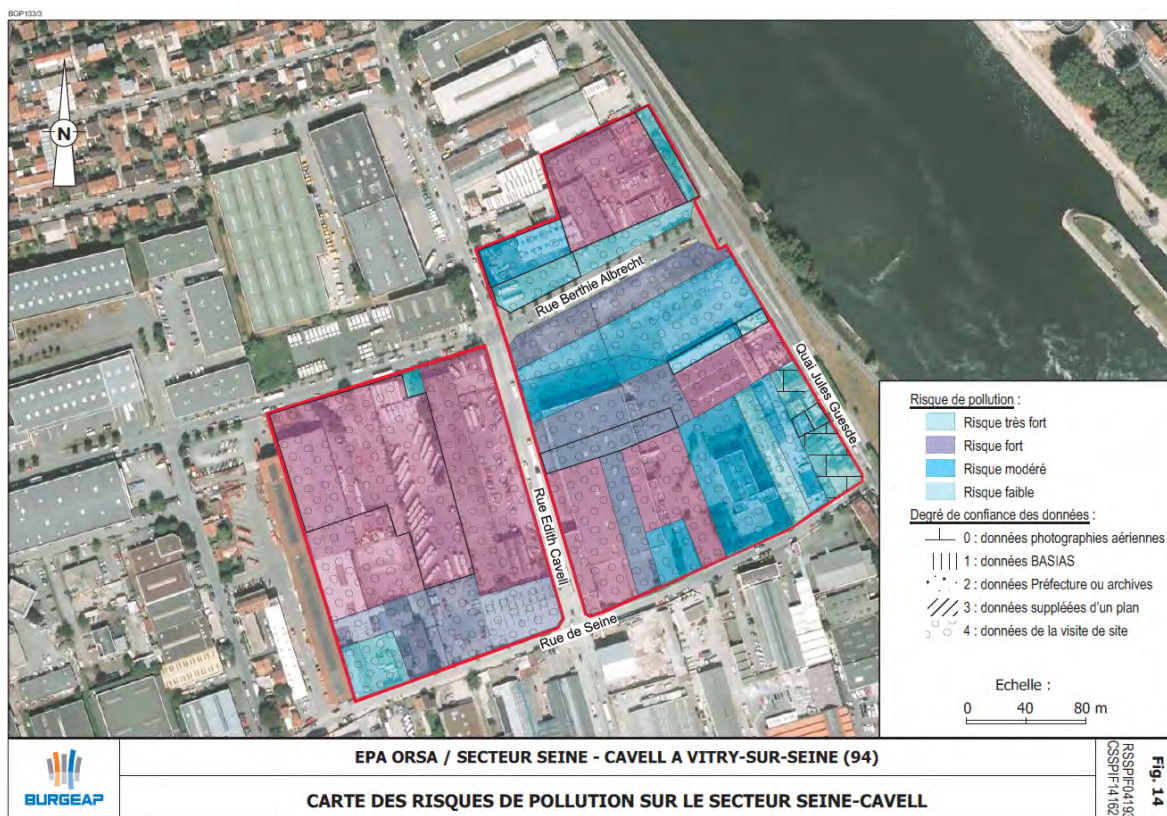 BGP133/3
N
Rue Berthie Albrecht
Quai Jules Guesde
Rue Edith Cavell
Rue de Seine
Risque de pollution :
Risque très fort
Risque fort
Risque modéré
Risque faible
Degré de confiance des données :
0 : données photographies aériennes
1 : données BASIAS
2 : données Préfecture ou archives
3 : données suppléées d'un plan
4 : données de la visite de site
Echelle :
0 40 80 m
BURGEAP
EPA ORSA / SECTEUR SEINE - CAVELL A VITRY-SUR-SEINE (94)
CARTE DES RISQUES DE POLLUTION SUR LE SECTEUR SEINE-CAVELL
Fig. 14